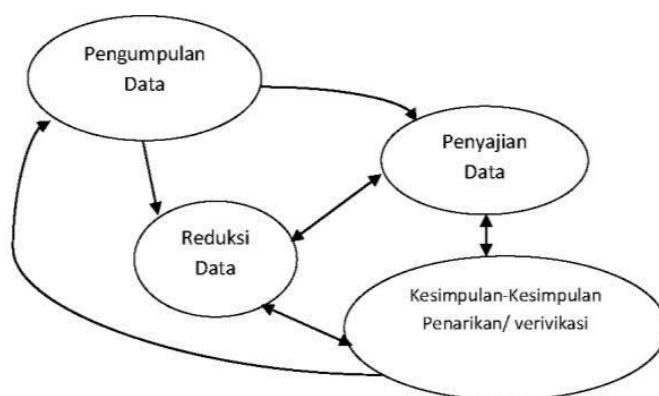 Pengumpulan
Data
Penyajian
Data
Reduksi
Data
Kesimpulan-Kesimpulan
Penarikan/ verivikasi